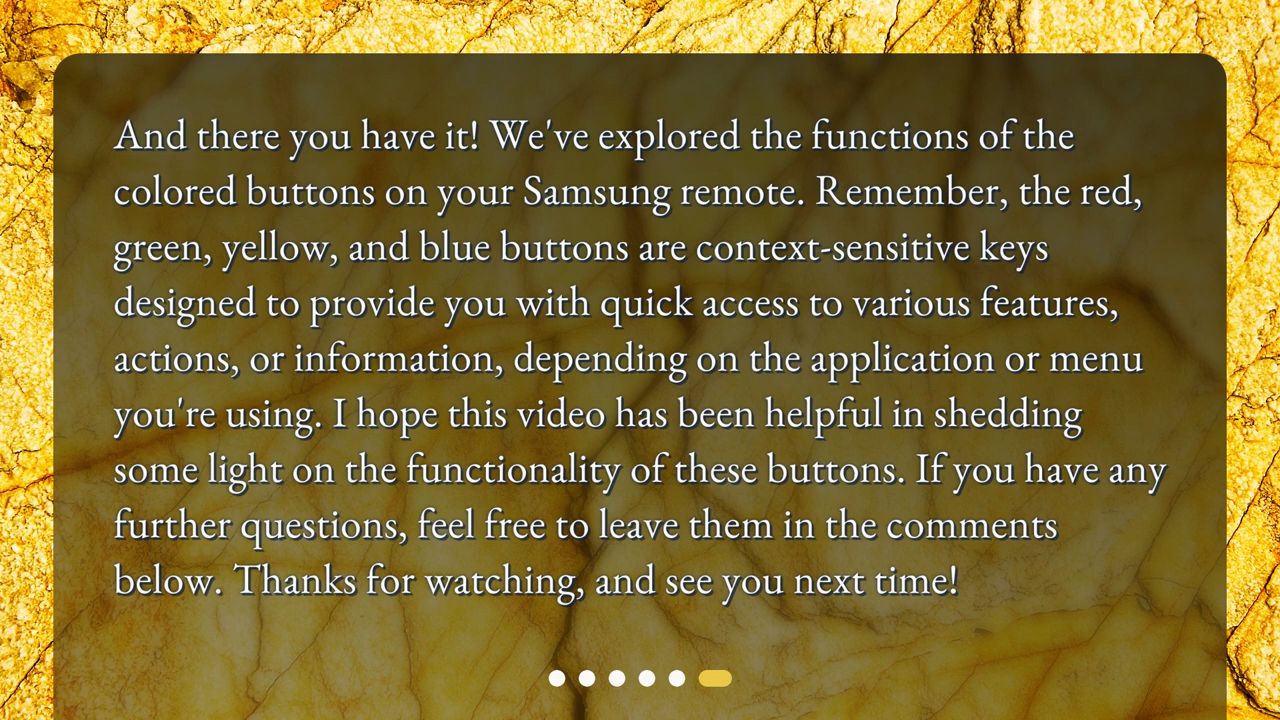 And there you have it! We've explored the functions of the
colored buttons on your Samsung remote. Remember, the red,
green, yellow, and blue buttons are context-sensitive keys
designed to provide you with quick access to various features,
actions, or information, depending on the application or menu
you're using. I hope this video has been helpful in shedding
some light on the functionality of these buttons. If you have any
further questions, feel free to leave them in the comments
below. Thanks for watching, and see you next time!